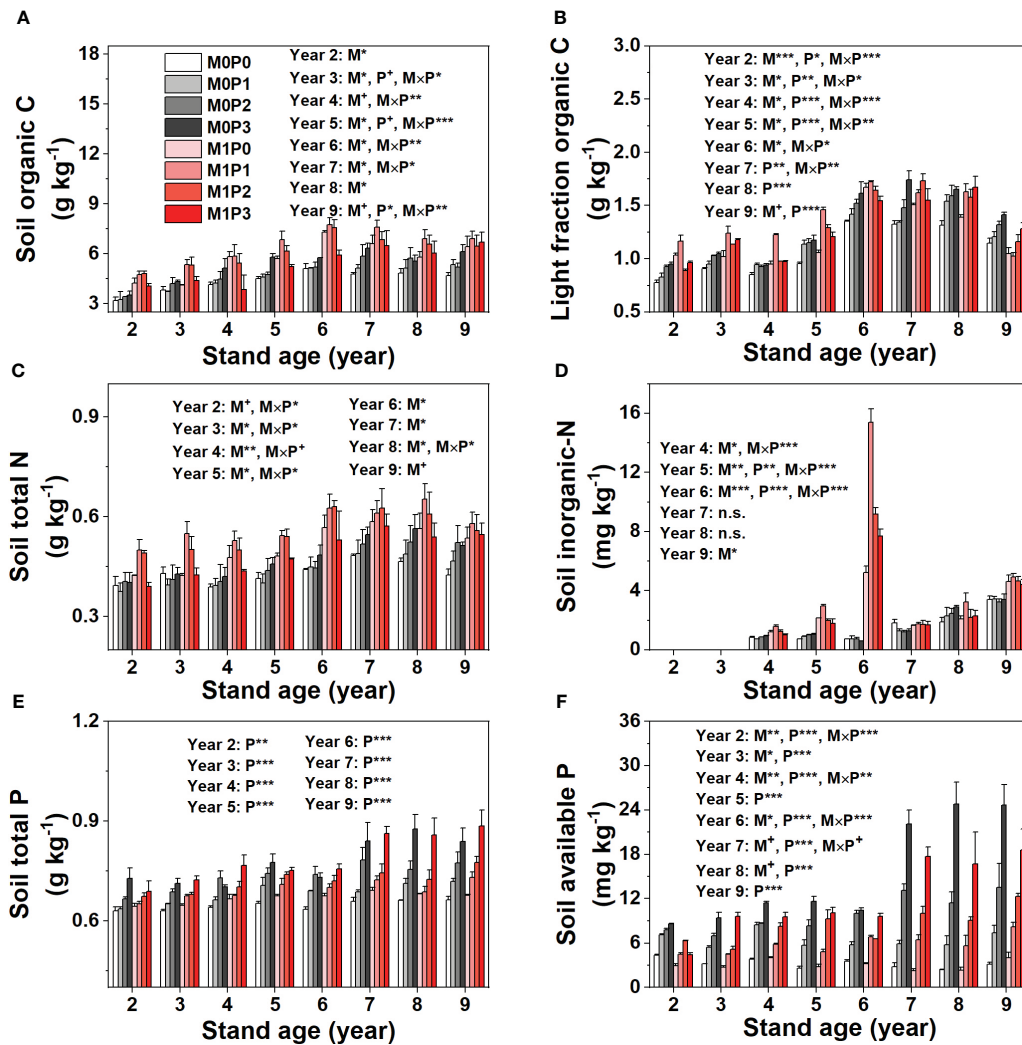 A
Soil organic C
(g kg⁻¹)
18
15
12
9
6
3
M0P0
M0P1
M0P2
M0P3
M1P0
M1P1
M1P2
M1P3
Year 2: M*
Year 3: M*, P⁺, M×P*
Year 4: M⁺, M×P**
Year 5: M*, P⁺, M×P***
Year 6: M*, M×P**
Year 7: M*, M×P*
Year 8: M*
Year 9: M⁺, P*, M×P**
2 3 4 5 6 7 8 9
Stand age (year)
B
Light fraction organic C
(g kg⁻¹)
3.0
2.5
2.0
1.5
1.0
0.5
Year 2: M***, P*, M×P***
Year 3: M*, P**, M×P*
Year 4: M*, P***, M×P***
Year 5: M*, P***, M×P**
Year 6: M*, M×P*
Year 7: P**, M×P**
Year 8: P***
Year 9: M⁺, P***
2 3 4 5 6 7 8 9
Stand age (year)
C
Soil total N
(g kg⁻¹)
0.9
0.6
0.3
Year 2: M⁺, M×P*
Year 3: M*, M×P*
Year 4: M**, M×P⁺
Year 5: M*, M×P*
Year 6: M*
Year 7: M*
Year 8: M*, M×P*
Year 9: M⁺
2 3 4 5 6 7 8 9
Stand age (year)
D
Soil inorganic-N
(mg kg⁻¹)
16
12
8
4
0
Year 4: M*, M×P***
Year 5: M**, P**, M×P***
Year 6: M***, P***, M×P***
Year 7: n.s.
Year 8: n.s.
Year 9: M*
2 3 4 5 6 7 8 9
Stand age (year)
E
Soil total P
(g kg⁻¹)
1.2
0.9
0.6
Year 2: P**
Year 3: P***
Year 4: P***
Year 5: P***
Year 6: P***
Year 7: P***
Year 8: P***
Year 9: P***
2 3 4 5 6 7 8 9
Stand age (year)
F
Soil available P
(mg kg⁻¹)
36
30
24
18
12
6
0
Year 2: M**, P***, M×P***
Year 3: M*, P***
Year 4: M**, P***, M×P**
Year 5: P***
Year 6: M*, P***, M×P***
Year 7: M⁺, P***, M×P⁺
Year 8: M⁺, P***
Year 9: P***
2 3 4 5 6 7 8 9
Stand age (year)